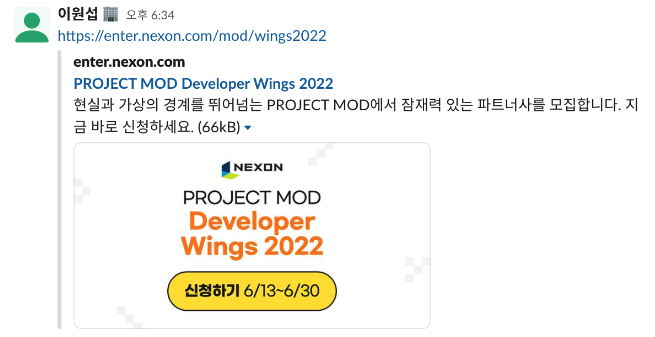 이원섭 오후 6:34
https://enter.nexon.com/mod/wings2022
enter.nexon.com
PROJECT MOD Developer Wings 2022
현실과 가상의 경계를 뛰어넘는 PROJECT MOD에서 잠재력 있는 파트너사를 모집합니다. 지
금 바로 신청하세요. (66kB)
NEXON
PROJECT MOD
Developer
Wings 2022
신청하기 6/13~6/30